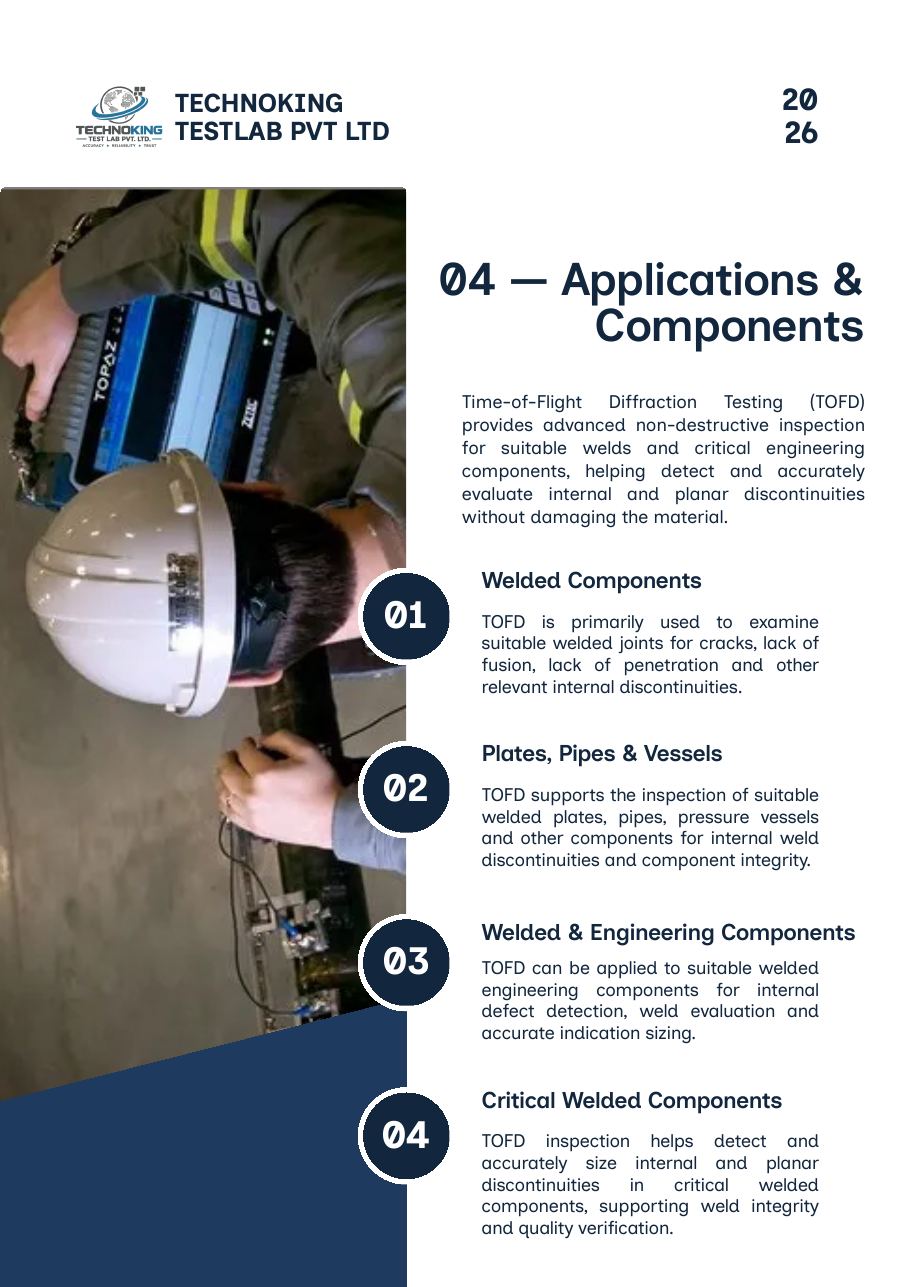 TECHNOKING
TEST LAB PVT. LTD.
ACCURACY • RELIABILITY • TRUST
TECHNOKING
TESTLAB PVT LTD
20
26
TOPAZ
ZETEC
04 — Applications &
Components
Time-of-Flight Diffraction Testing (TOFD)
provides advanced non-destructive inspection
for suitable welds and critical engineering
components, helping detect and accurately
evaluate internal and planar discontinuities
without damaging the material.
01
Welded Components
TOFD is primarily used to examine
suitable welded joints for cracks, lack of
fusion, lack of penetration and other
relevant internal discontinuities.
02
Plates, Pipes & Vessels
TOFD supports the inspection of suitable
welded plates, pipes, pressure vessels
and other components for internal weld
discontinuities and component integrity.
03
Welded & Engineering Components
TOFD can be applied to suitable welded
engineering components for internal
defect detection, weld evaluation and
accurate indication sizing.
04
Critical Welded Components
TOFD inspection helps detect and
accurately size internal and planar
discontinuities in critical welded
components, supporting weld integrity
and quality verification.